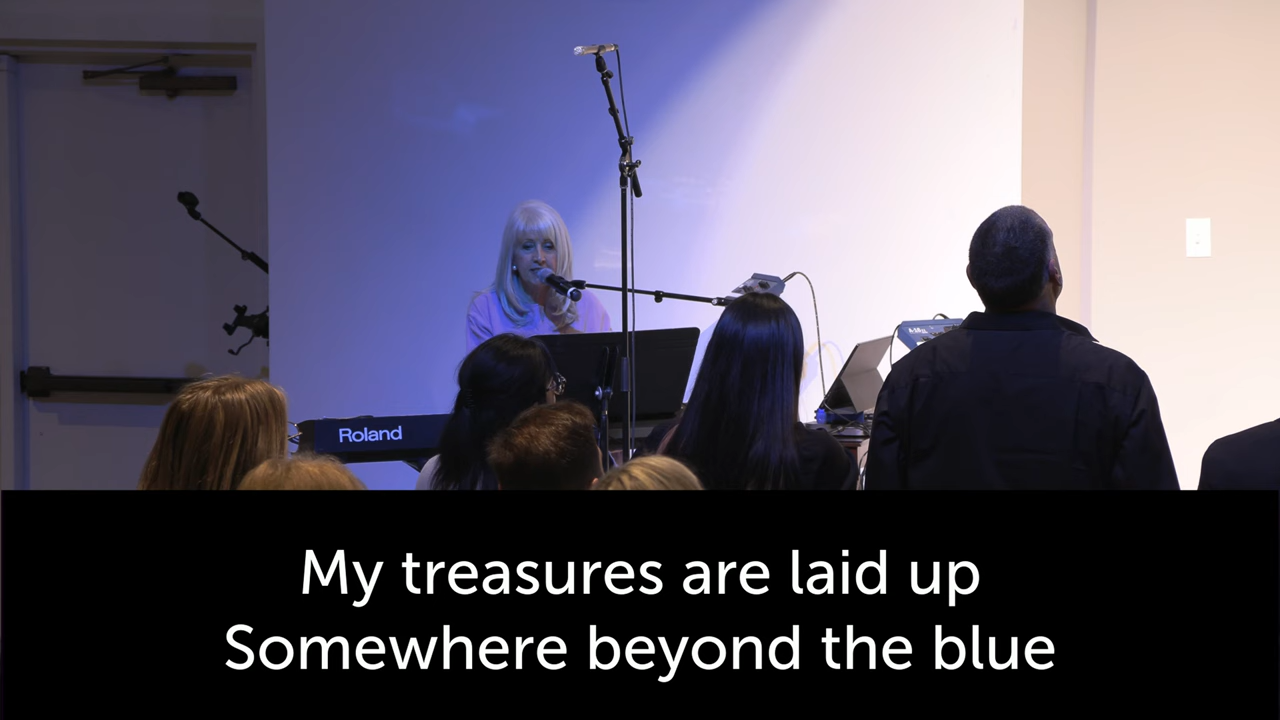 Roland
My treasures are laid up
Somewhere beyond the blue